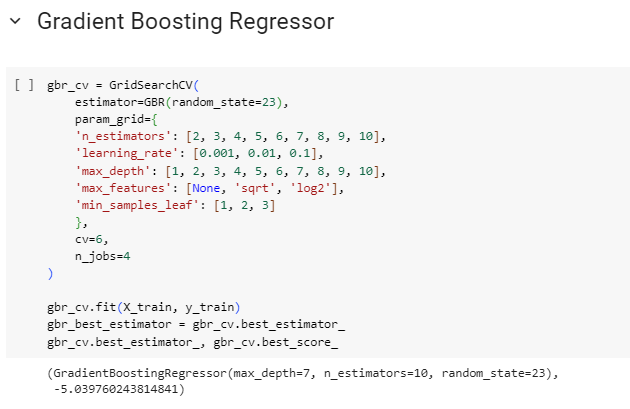 Gradient Boosting Regressor
[ ] gbr_cv = GridSearchCV(
estimator=GBR(random_state=23),
param_grid={
'n_estimators': [2, 3, 4, 5, 6, 7, 8, 9, 10],
'learning_rate': [0.001, 0.01, 0.1],
'max_depth': [1, 2, 3, 4, 5, 6, 7, 8, 9, 10],
'max_features': [None, 'sqrt', 'log2'],
'min_samples_leaf': [1, 2, 3]
},
cv=6,
n_jobs=4
)
gbr_cv.fit(X_train, y_train)
gbr_best_estimator = gbr_cv.best_estimator_
gbr_cv.best_estimator_, gbr_cv.best_score_
(GradientBoostingRegressor(max_depth=7, n_estimators=10, random_state=23),
-5.039760243814841)